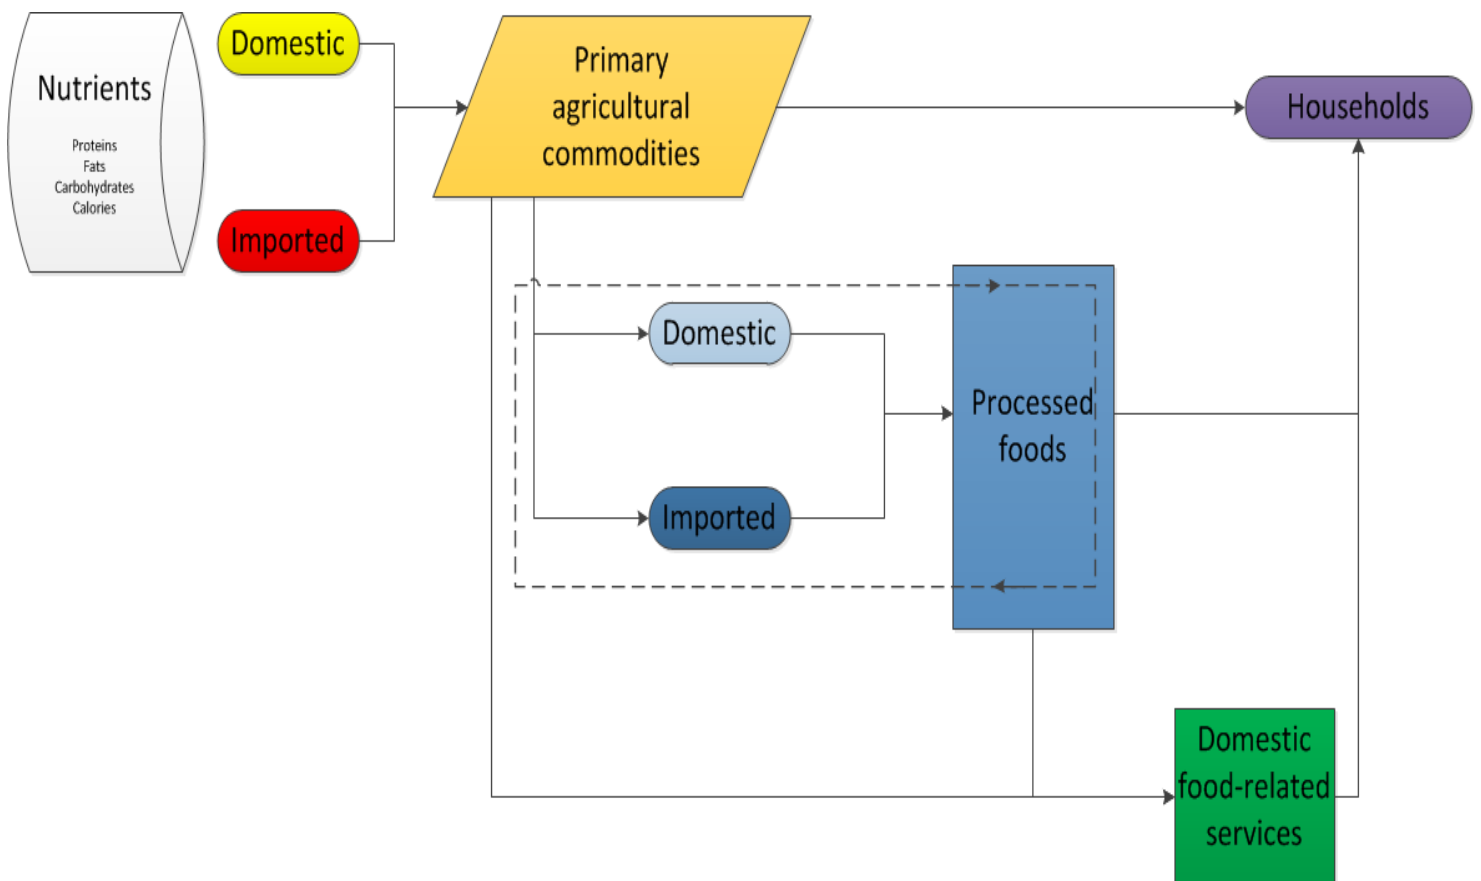 Nutrients
Proteins
Fats
Carbohydrates
Calories
Domestic
Imported
Primary
agricultural
commodities
Households
Domestic
Imported
Processed
foods
Domestic
food-related
services